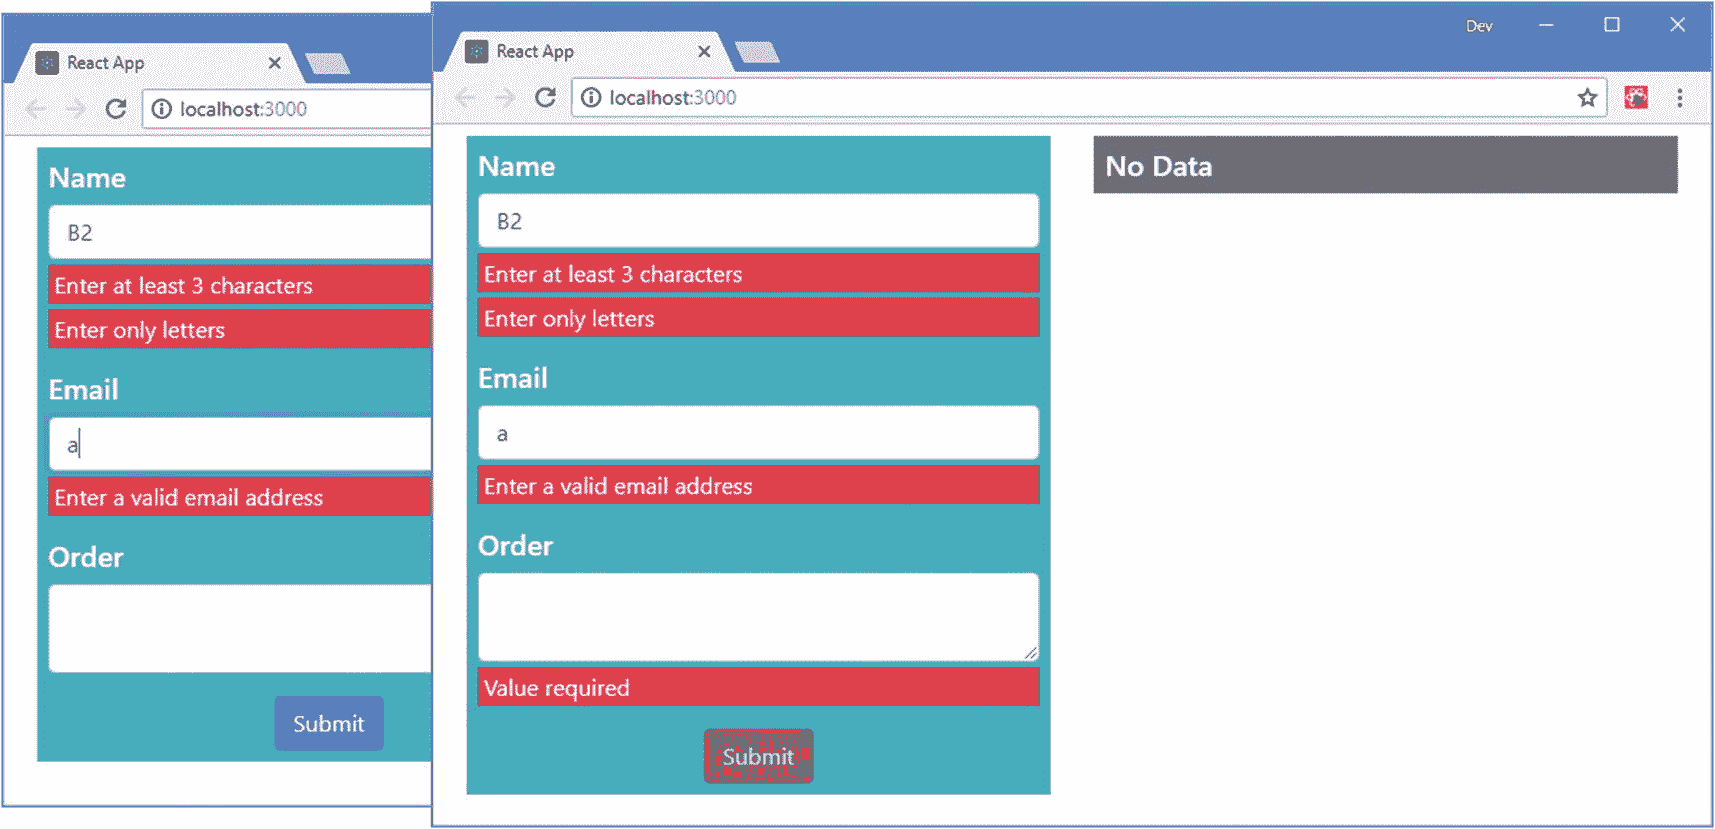 React App
localhost:3000
Name
B2
Enter at least 3 characters
Enter only letters
Email
a
Enter a valid email address
Order
Submit
Dev
React App
localhost:3000
Name
B2
Enter at least 3 characters
Enter only letters
Email
a
Enter a valid email address
Order
Value required
Submit
No Data